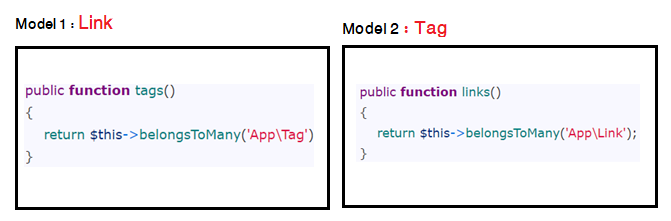 Model 1 : Link
public function tags()
{
return $this->belongsToMany('App\Tag')
}
Model 2 : Tag
public function links()
{
return $this->belongsToMany('App\Link');
}